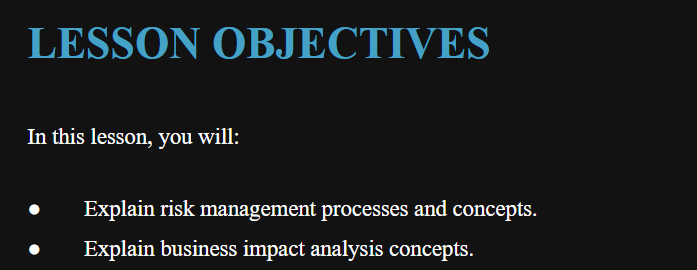 LESSON OBJECTIVES
In this lesson, you will:
● Explain risk management processes and concepts.
● Explain business impact analysis concepts.